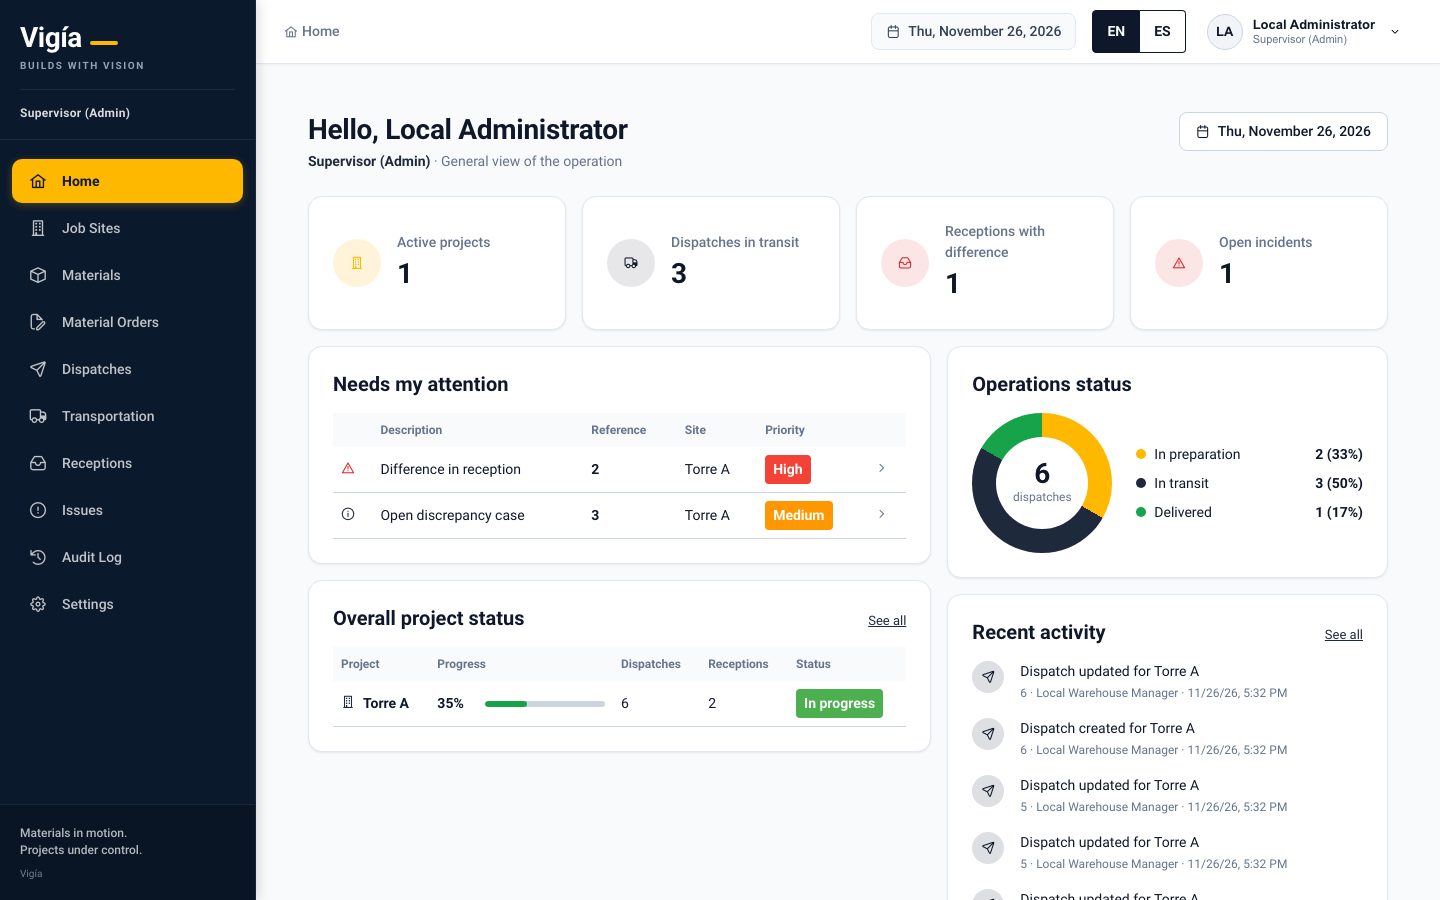 Vigía
BUILDS WITH VISION
Supervisor (Admin)
Home
Job Sites
Materials
Material Orders
Dispatches
Transportation
Receptions
Issues
Audit Log
Settings
Materials in motion.
Projects under control.
Vigía
Home
Thu, November 26, 2026
EN
ES
LA
Local Administrator
Supervisor (Admin)
Hello, Local Administrator
Supervisor (Admin) · General view of the operation
Thu, November 26, 2026
Active projects
1
Dispatches in transit
3
Receptions with
difference
1
Open incidents
1
Needs my attention
Description Reference Site Priority
Difference in reception 2 Torre A High
Open discrepancy case 3 Torre A Medium
Overall project status
See all
Project Progress Dispatches Receptions Status
Torre A 35% 6 2 In progress
Operations status
6
dispatches
In preparation 2 (33%)
In transit 3 (50%)
Delivered 1 (17%)
Recent activity
See all
Dispatch updated for Torre A
6 · Local Warehouse Manager · 11/26/26, 5:32 PM
Dispatch created for Torre A
6 · Local Warehouse Manager · 11/26/26, 5:32 PM
Dispatch updated for Torre A
5 · Local Warehouse Manager · 11/26/26, 5:32 PM
Dispatch updated for Torre A
5 · Local Warehouse Manager · 11/26/26, 5:32 PM
Dispatch updated for Torre A